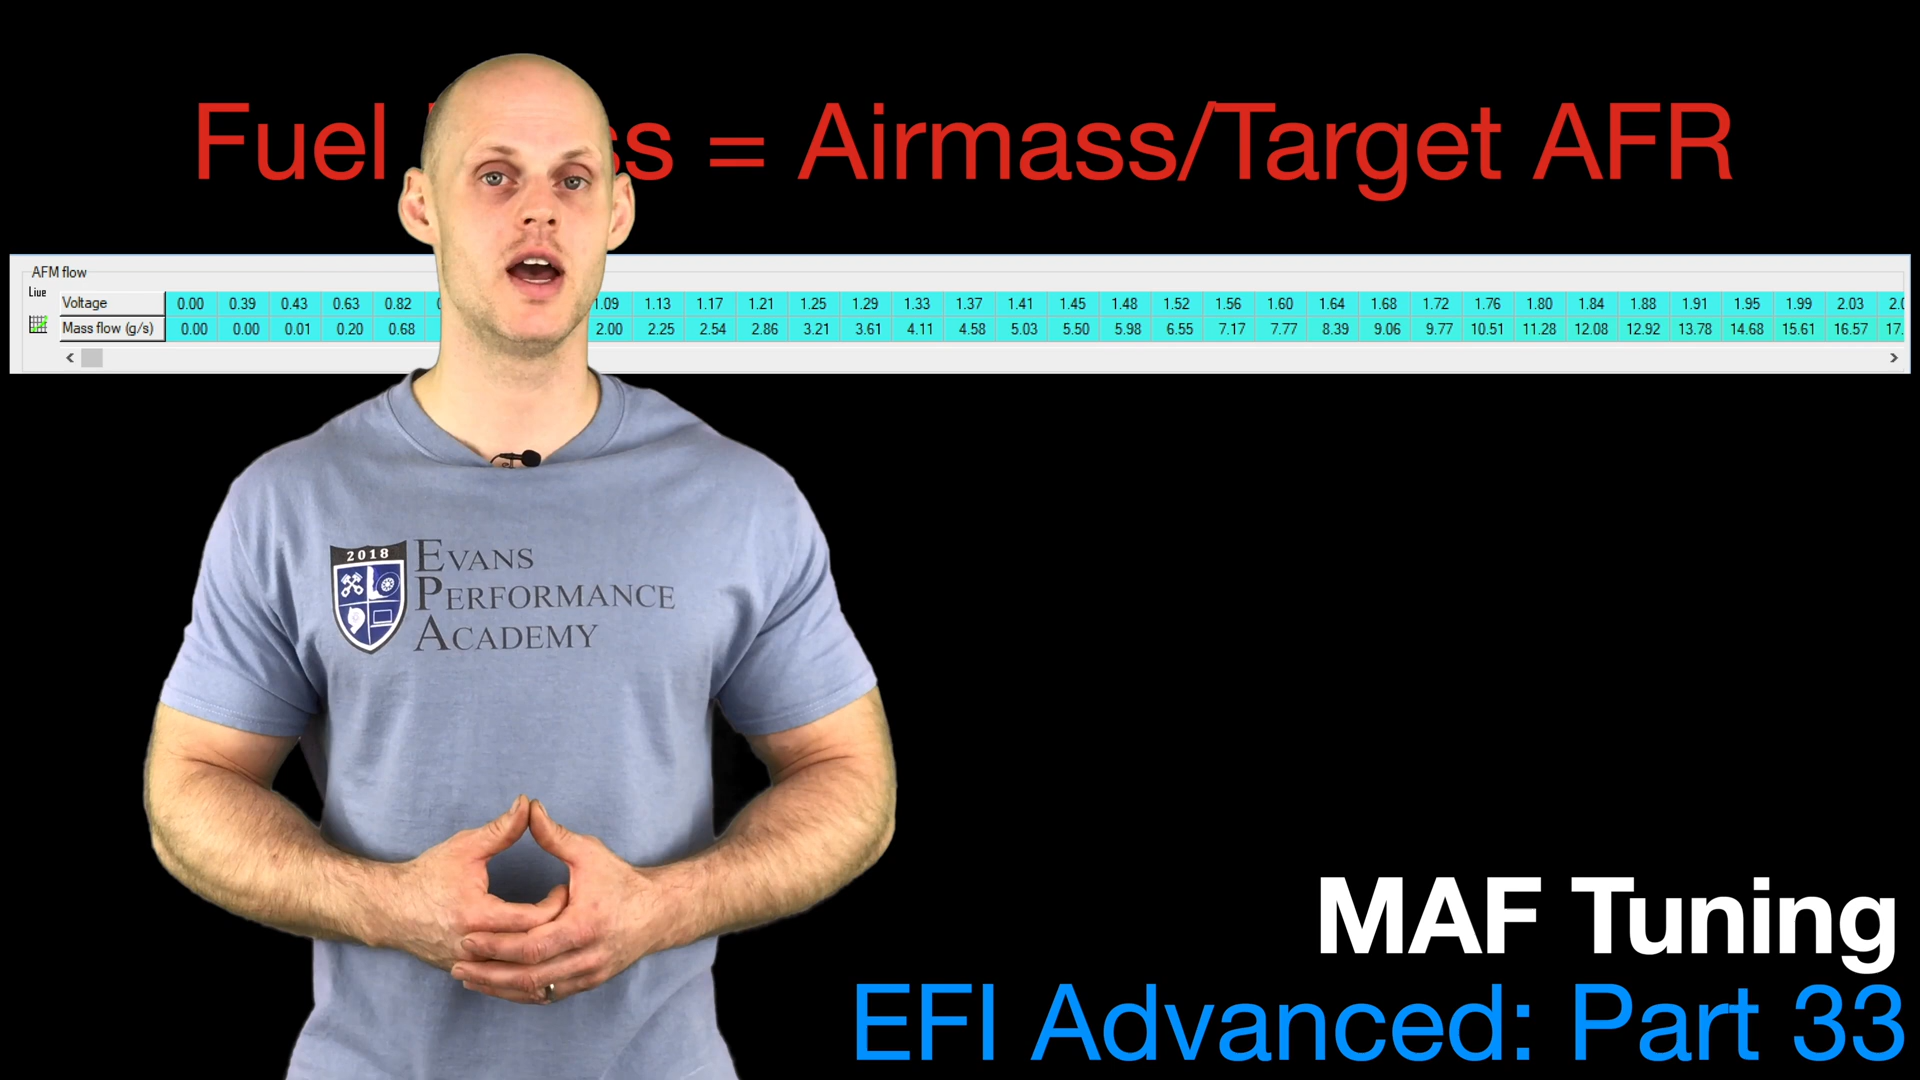 Fuel ss = Airmass/Target AFR
AFM flow
Live
Voltage 0.00 0.39 0.43 0.63 0.82 1.09 1.13 1.17 1.21 1.25 1.29 1.33 1.37 1.41 1.45 1.48 1.52 1.56 1.60 1.64 1.68 1.72 1.76 1.80 1.84 1.88 1.91 1.95 1.99 2.03 2.0
Mass flow (g/s) 0.00 0.00 0.01 0.20 0.68 2.00 2.25 2.54 2.86 3.21 3.61 4.11 4.58 5.03 5.50 5.98 6.55 7.17 7.77 8.39 9.06 9.77 10.51 11.28 12.08 12.92 13.78 14.68 15.61 16.57 17.
2018
EVANS
PERFORMANCE
ACADEMY
MAF Tuning
EFI Advanced: Part 33